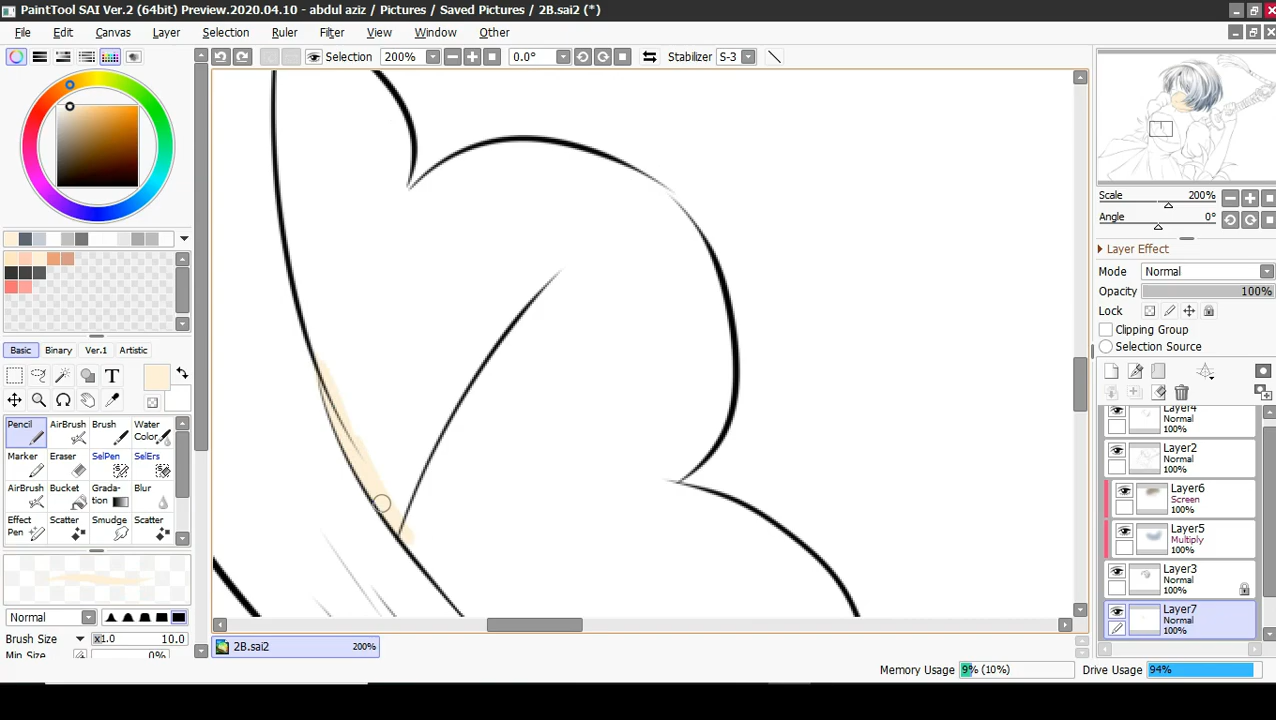 PaintTool SAI Ver.2 (64bit) Preview.2020.04.10 - abdul aziz / Pictures / Saved Pictures / 2B.sai2 (*)
File Edit Canvas Layer Selection Ruler Filter View Window Other
Selection 200% 0.0° Stabilizer S-3
Scale 200%
Angle 0°
Layer Effect
Mode Normal
Opacity 100%
Lock
Clipping Group
Selection Source
Basic Binary Ver.1 Artistic
T
Pencil AirBrush Brush Water Color
Marker Eraser SelPen SelErs
AirBrush Bucket Grada-tion Blur
Effect Pen Scatter Smudge Scatter
Normal
Brush Size x1.0 10.0
Min Size 0%
Layer4
Normal
100%
Layer2
Normal
100%
Layer6
Screen
100%
Layer5
Multiply
100%
Layer3
Normal
100%
Layer7
Normal
100%
2B.sai2 200%
Memory Usage 9% (10%) Drive Usage 94%